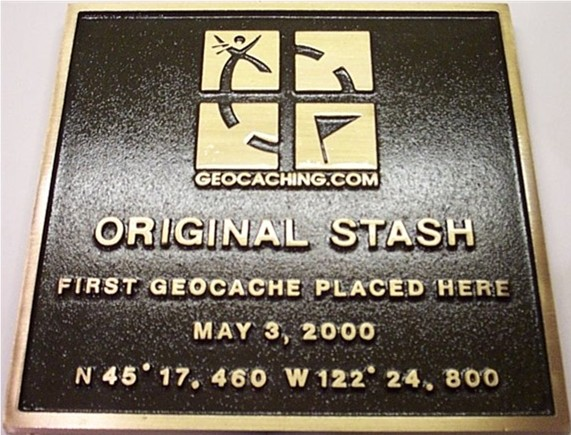 GEOCACHING.COM
ORIGINAL STASH
FIRST GEOCACHE PLACED HERE
MAY 3, 2000
N 45° 17. 460 W 122° 24. 800